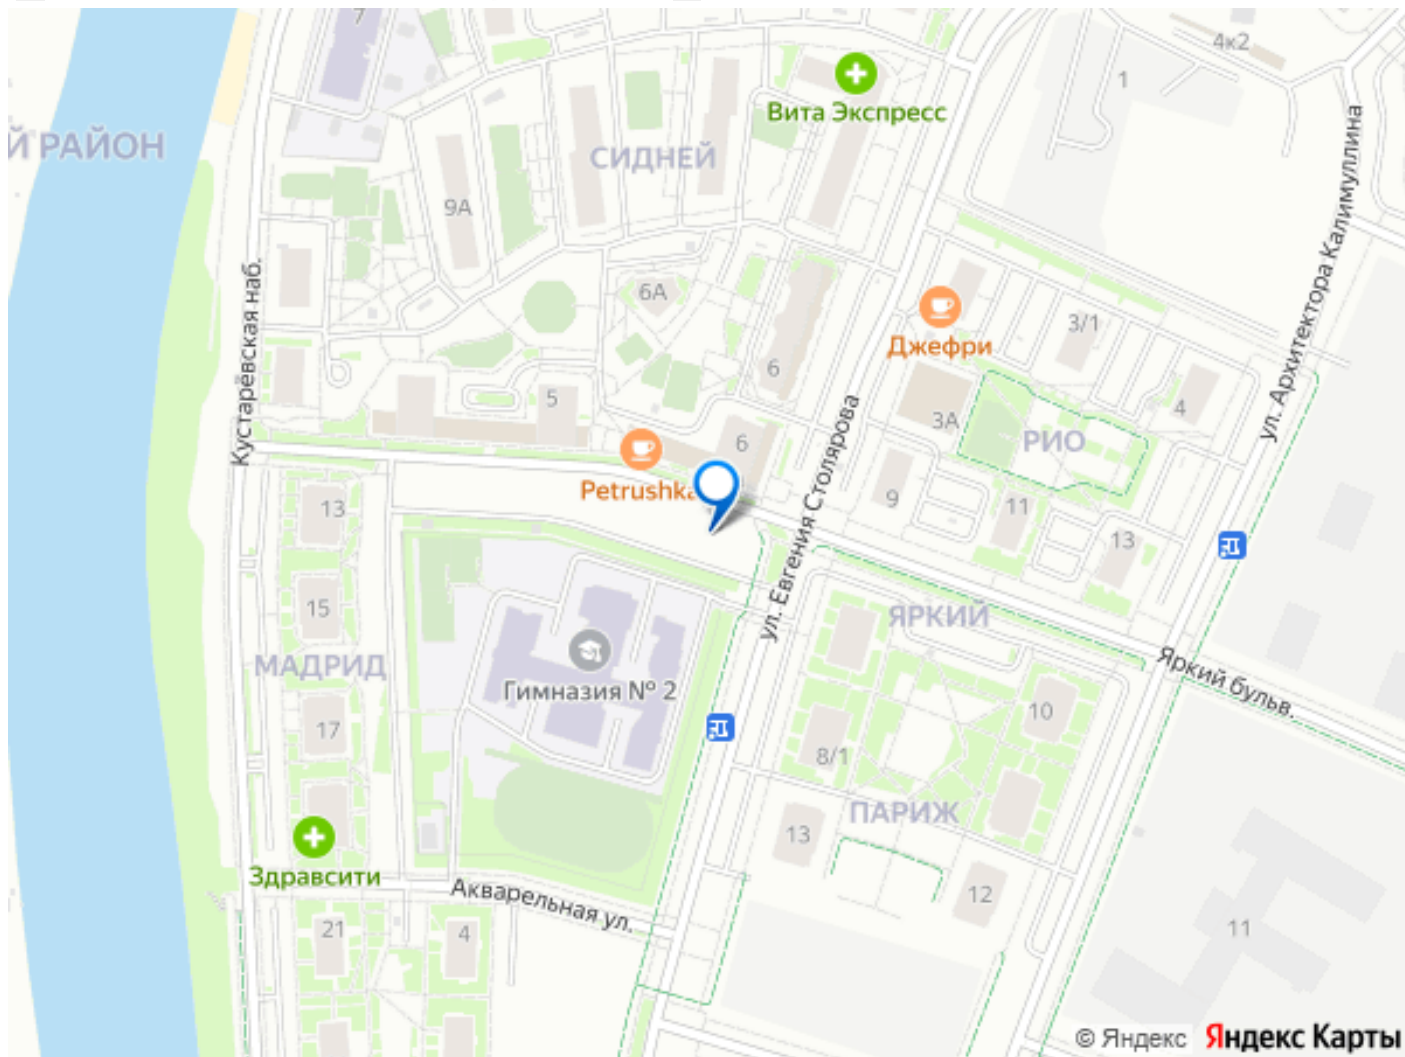 7
4к2
1
Вита Экспресс
Й РАЙОН
СИДНЕЙ
9А
ул. Архитектора Калимуллина
Кустарёвская наб.
6А
3/1
Джефри
6
5
4
3А
РИО
6
ул. Евгения Столярова
Petrushka
9
11
13
13
15
ЯРКИЙ
МАДРИД
Гимназия № 2
Яркий бульв.
17
10
8/1
ПАРИЖ
13
Здравсити
Акварельная ул.
12
21
4
11
© Яндекс
Яндекс Карты